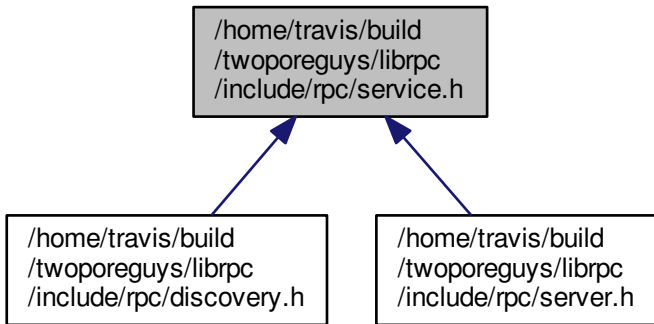 /home/travis/build
/twoporeguys/librpc
/include/rpc/service.h
/home/travis/build
/twoporeguys/librpc
/include/rpc/discovery.h
/home/travis/build
/twoporeguys/librpc
/include/rpc/server.h